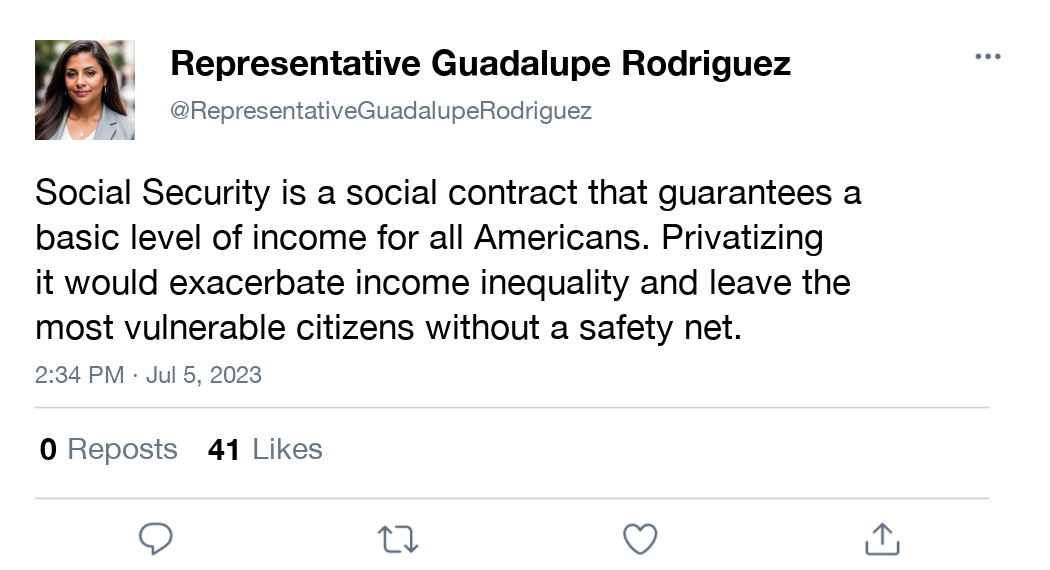 Representative Guadalupe Rodriguez
@RepresentativeGuadalupeRodriguez
Social Security is a social contract that guarantees a
basic level of income for all Americans. Privatizing
it would exacerbate income inequality and leave the
most vulnerable citizens without a safety net.
2:34 PM · Jul 5, 2023
0 Reposts 41 Likes